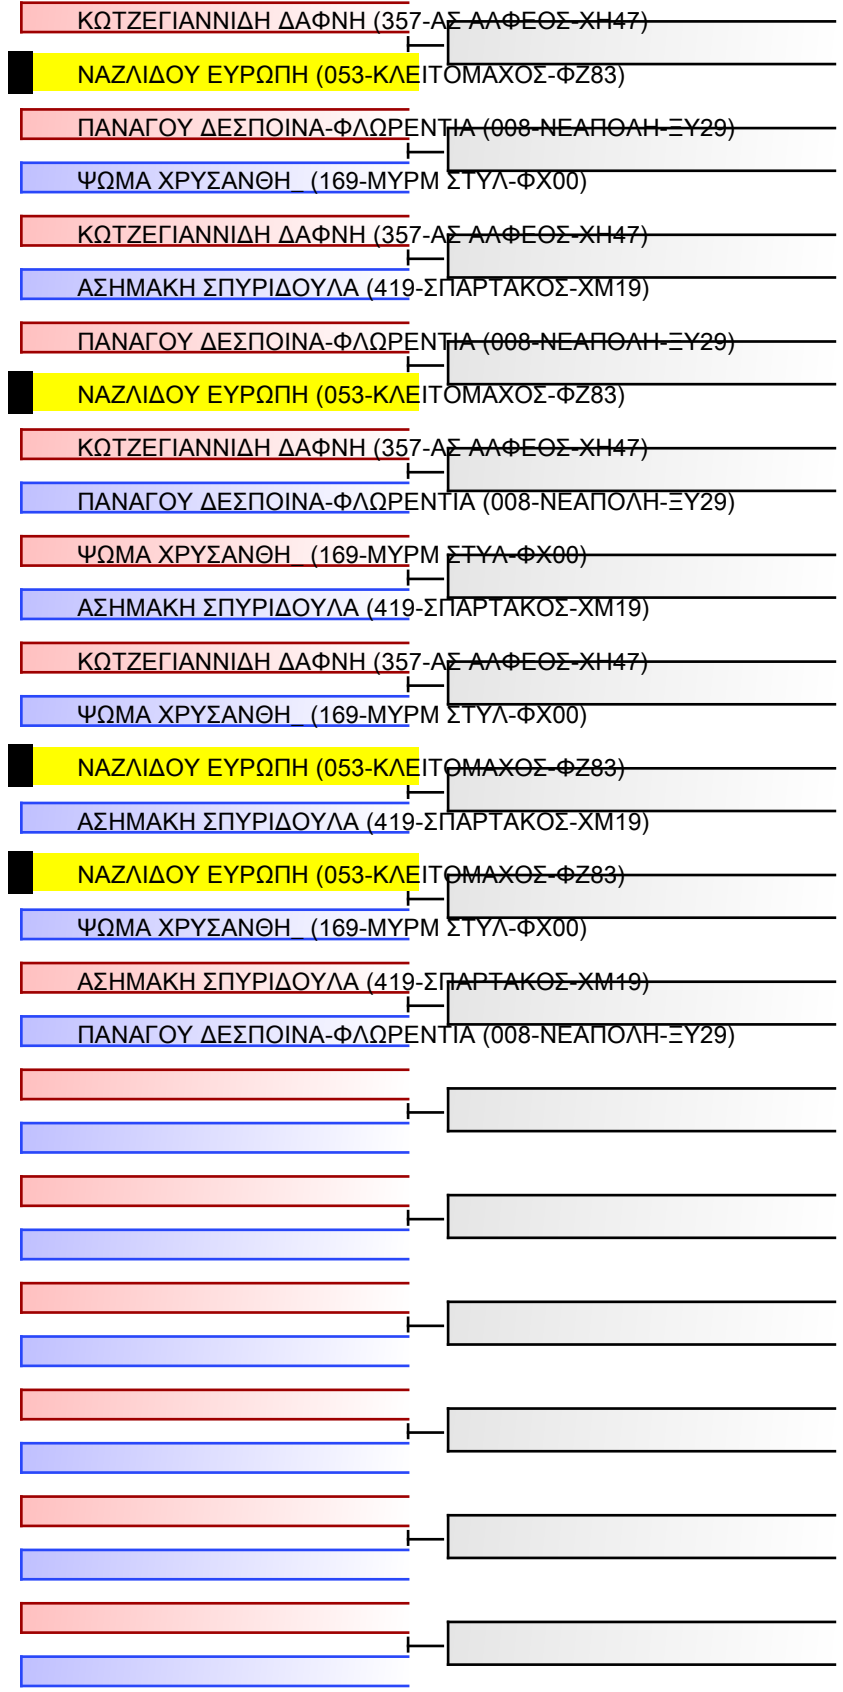 ΚΩΤΖΕΓΙΑΝΝΙΔΗ ΔΑΦΝΗ (357-ΑΣ ΑΛΦΕΟΣ-ΧΗ47)
ΝΑΖΛΙΔΟΥ ΕΥΡΩΠΗ (053-ΚΛΕΙΤΟΜΑΧΟΣ-ΦΖ83)
ΠΑΝΑΓΟΥ ΔΕΣΠΟΙΝΑ-ΦΛΩΡΕΝΤΙΑ (008-ΝΕΑΠΟΛΗ-ΞΥ29)
ΨΩΜΑ ΧΡΥΣΑΝΘΗ_ (169-ΜΥΡΜ ΣΤΥΛ-ΦΧ00)
ΚΩΤΖΕΓΙΑΝΝΙΔΗ ΔΑΦΝΗ (357-ΑΣ ΑΛΦΕΟΣ-ΧΗ47)
ΑΣΗΜΑΚΗ ΣΠΥΡΙΔΟΥΛΑ (419-ΣΠΑΡΤΑΚΟΣ-ΧΜ19)
ΠΑΝΑΓΟΥ ΔΕΣΠΟΙΝΑ-ΦΛΩΡΕΝΤΙΑ (008-ΝΕΑΠΟΛΗ-ΞΥ29)
ΝΑΖΛΙΔΟΥ ΕΥΡΩΠΗ (053-ΚΛΕΙΤΟΜΑΧΟΣ-ΦΖ83)
ΚΩΤΖΕΓΙΑΝΝΙΔΗ ΔΑΦΝΗ (357-ΑΣ ΑΛΦΕΟΣ-ΧΗ47)
ΠΑΝΑΓΟΥ ΔΕΣΠΟΙΝΑ-ΦΛΩΡΕΝΤΙΑ (008-ΝΕΑΠΟΛΗ-ΞΥ29)
ΨΩΜΑ ΧΡΥΣΑΝΘΗ_ (169-ΜΥΡΜ ΣΤΥΛ-ΦΧ00)
ΑΣΗΜΑΚΗ ΣΠΥΡΙΔΟΥΛΑ (419-ΣΠΑΡΤΑΚΟΣ-ΧΜ19)
ΚΩΤΖΕΓΙΑΝΝΙΔΗ ΔΑΦΝΗ (357-ΑΣ ΑΛΦΕΟΣ-ΧΗ47)
ΨΩΜΑ ΧΡΥΣΑΝΘΗ_ (169-ΜΥΡΜ ΣΤΥΛ-ΦΧ00)
ΝΑΖΛΙΔΟΥ ΕΥΡΩΠΗ (053-ΚΛΕΙΤΟΜΑΧΟΣ-ΦΖ83)
ΑΣΗΜΑΚΗ ΣΠΥΡΙΔΟΥΛΑ (419-ΣΠΑΡΤΑΚΟΣ-ΧΜ19)
ΝΑΖΛΙΔΟΥ ΕΥΡΩΠΗ (053-ΚΛΕΙΤΟΜΑΧΟΣ-ΦΖ83)
ΨΩΜΑ ΧΡΥΣΑΝΘΗ_ (169-ΜΥΡΜ ΣΤΥΛ-ΦΧ00)
ΑΣΗΜΑΚΗ ΣΠΥΡΙΔΟΥΛΑ (419-ΣΠΑΡΤΑΚΟΣ-ΧΜ19)
ΠΑΝΑΓΟΥ ΔΕΣΠΟΙΝΑ-ΦΛΩΡΕΝΤΙΑ (008-ΝΕΑΠΟΛΗ-ΞΥ29)